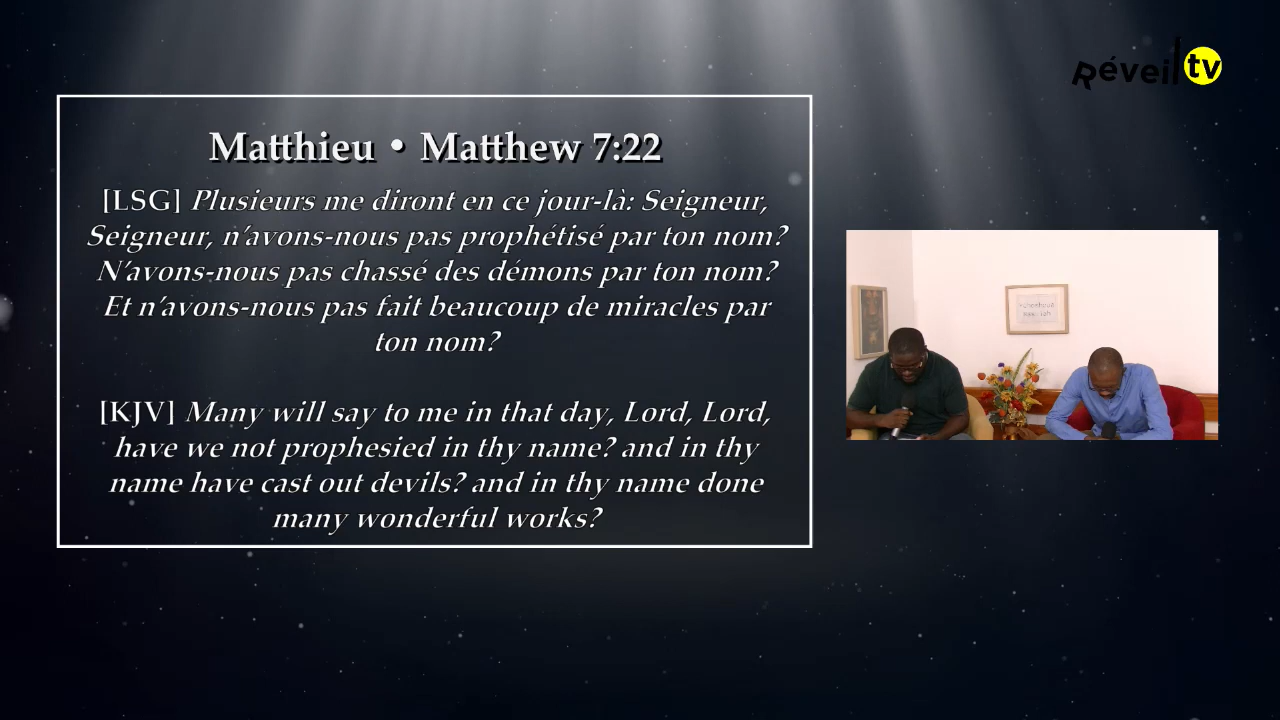 Réveil tv
Matthieu • Matthew 7:22
[LSG] Plusieurs me diront en ce jour-là: Seigneur,
Seigneur, n'avons-nous pas prophétisé par ton nom?
N'avons-nous pas chassé des démons par ton nom?
Et n'avons-nous pas fait beaucoup de miracles par
ton nom?
[KJV] Many will say to me in that day, Lord, Lord,
have we not prophesied in thy name? and in thy
name have cast out devils? and in thy name done
many wonderful works?